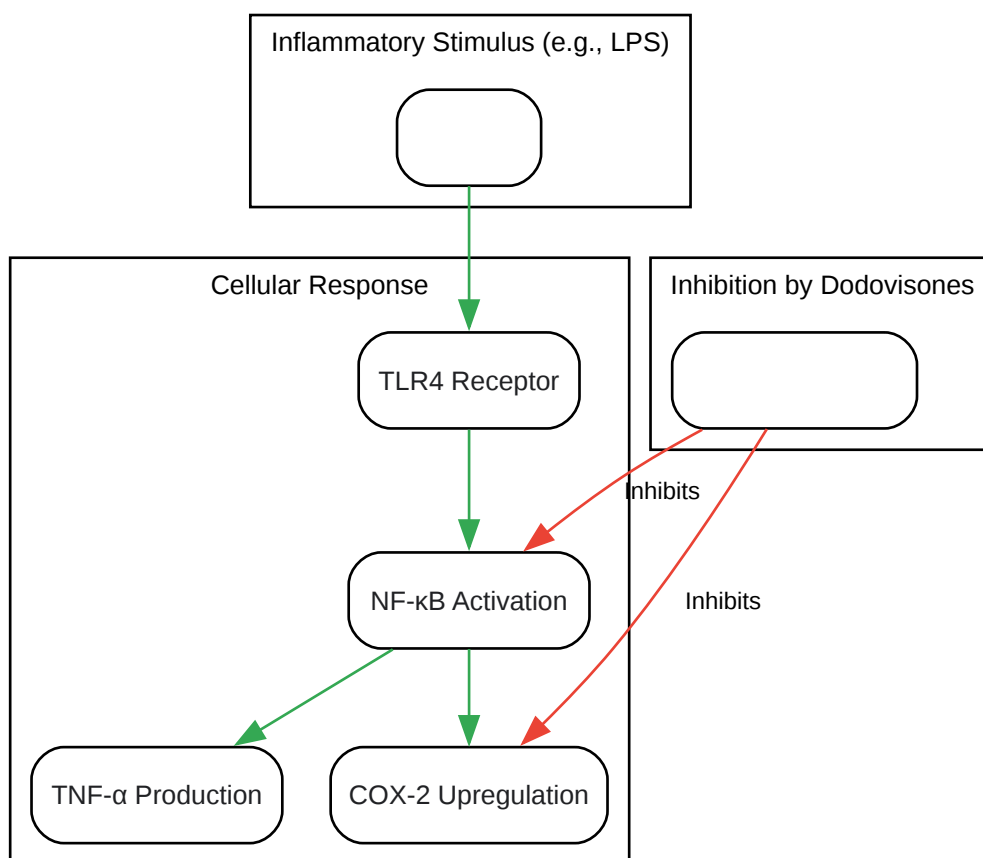 Inflammatory Stimulus (e.g., LPS)
Cellular Response
Inhibition by Dodovisones
TLR4 Receptor
Inhibits
NF-κB Activation
Inhibits
TNF-α Production
COX-2 Upregulation